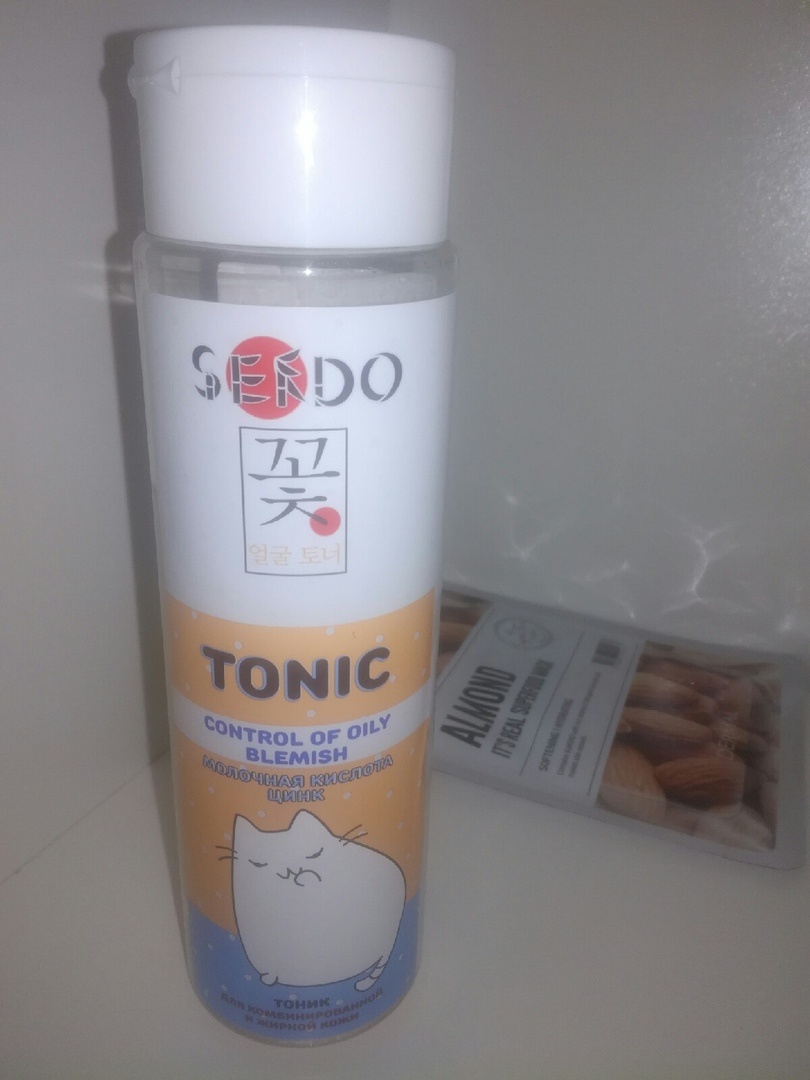 SENDO
꽃
얼굴 토너
TONIC
CONTROL OF OILY
BLEMISH
МОЛОЧНАЯ КИСЛОТА
ЦИНК
ТОНИК
ДЛЯ КОМБИНИРОВАННОЙ
И ЖИРНОЙ КОЖИ
ALMOND
IT'S REAL SUPERFOOD MASK